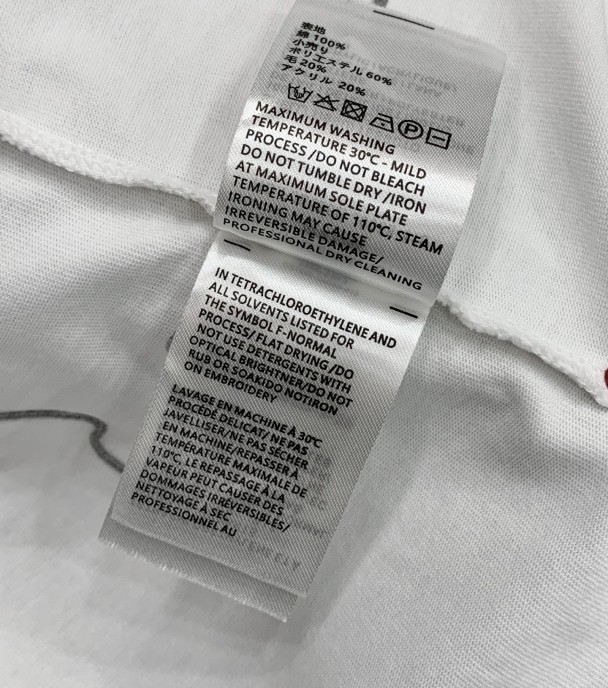 表地
綿 100%
小売り
ポリエステル 60%
毛 20%
アクリル 20%
MAXIMUM WASHING
TEMPERATURE 30°C - MILD
PROCESS /DO NOT BLEACH
DO NOT TUMBLE DRY /IRON
AT MAXIMUM SOLE PLATE
TEMPERATURE OF 110°C, STEAM
IRONING MAY CAUSE
IRREVERSIBLE DAMAGE/
PROFESSIONAL DRY CLEANING
IN TETRACHLOROETHYLENE AND
ALL SOLVENTS LISTED FOR
THE SYMBOL F-NORMAL
PROCESS/ FLAT DRYING /DO
NOT USE DETERGENTS WITH
OPTICAL BRIGHTNER/DO NOT
RUB OR SOAKIDO NOTIRON
ON EMBROIDERY
LAVAGE EN MACHINE À 30°C
PROCÉDÉ DELICAT/ NE PAS
JAVELLISER/NE PAS SÉCHER
EN MACHINE/REPASSER À
TEMPÉRATURE MAXIMALE DE
110°C, LE REPASSAGE À LA
VAPEUR PEUT CAUSER DES
DOMMAGES IRRÉVERSIBLES/
NETTOYAGE À SEC
PROFESSIONNEL AU